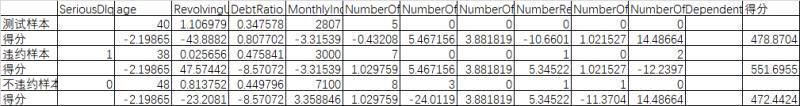 SeriousDlq age RevolvingU DebtRatio MonthlyInc NumberOf NumberOf NumberOf NumberRe NumberOf NumberOfDependent 得分
测试样本 40 1.106979 0.347578 2807 5 0 0 0 0 0
得分 -2.19865 -43.8882 0.807702 -3.31539 -0.43208 5.467156 3.881819 -10.6601 1.021527 14.48664 478.8704
违约样本 1 38 0.025656 0.475841 3000 7 0 0 1 0 2
得分 -2.19865 47.57442 -8.57072 -3.31539 1.029759 5.467156 3.881819 5.34522 1.021527 -12.2397 551.6955
不违约样本 0 48 0.813752 0.449796 7100 8 3 0 1 1 0
得分 -2.19865 -23.2081 -8.57072 3.358846 1.029759 -24.0119 3.881819 5.34522 -11.3704 14.48664 472.4424